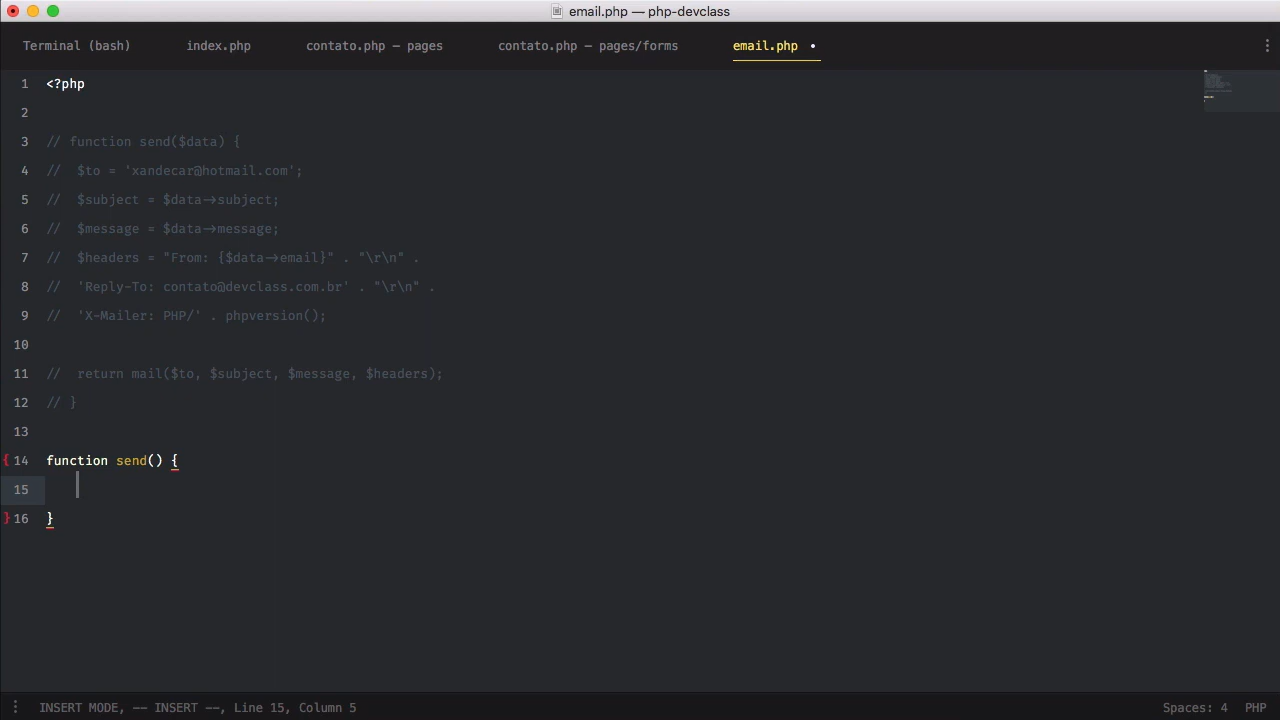 email.php — php-devclass
Terminal (bash) index.php contato.php — pages contato.php — pages/forms email.php •
1 <?php
2
3 // function send($data) {
4 //  $to = 'xandecar@hotmail.com';
5 //  $subject = $data->subject;
6 //  $message = $data->message;
7 //  $headers = "From: {$data->email}" . "\r\n" .
8 //  'Reply-To: contato@devclass.com.br' . "\r\n" .
9 //  'X-Mailer: PHP/' . phpversion();
10
11 //  return mail($to, $subject, $message, $headers);
12 // }
13
{ 14 function send() {
15
} 16 }
INSERT MODE, -- INSERT --, Line 15, Column 5 Spaces: 4 PHP